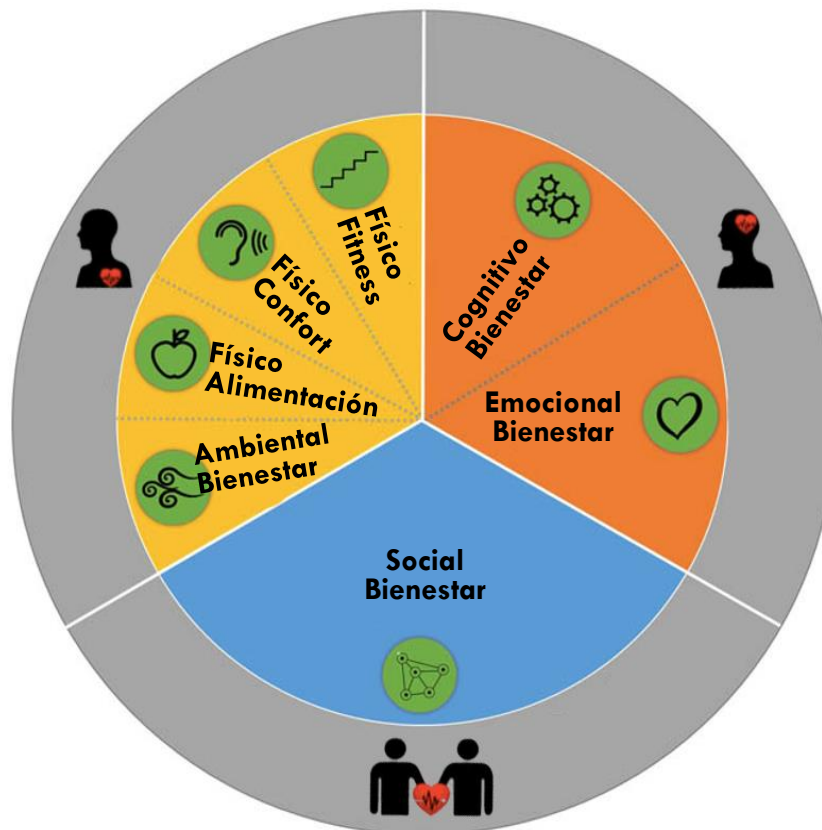 Físico
Fitness
Físico
Confort
Físico
Alimentación
Ambiental
Bienestar
Cognitivo
Bienestar
Emocional
Bienestar
Social
Bienestar